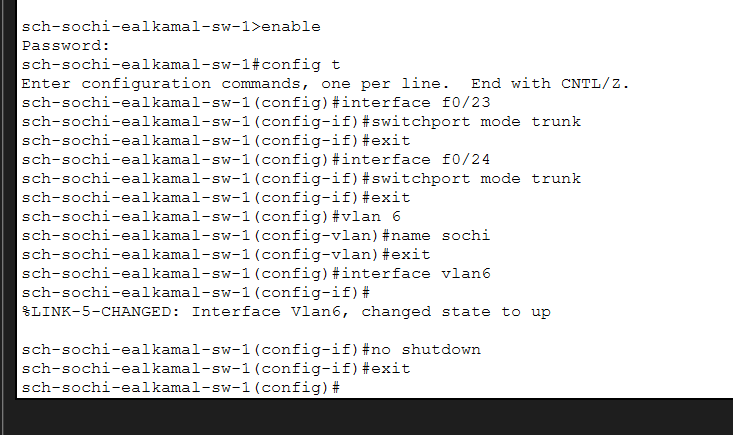 sch-sochi-ealkamal-sw-1>enable
Password:
sch-sochi-ealkamal-sw-1#config t
Enter configuration commands, one per line.  End with CNTL/Z.
sch-sochi-ealkamal-sw-1(config)#interface f0/23
sch-sochi-ealkamal-sw-1(config-if)#switchport mode trunk
sch-sochi-ealkamal-sw-1(config-if)#exit
sch-sochi-ealkamal-sw-1(config)#interface f0/24
sch-sochi-ealkamal-sw-1(config-if)#switchport mode trunk
sch-sochi-ealkamal-sw-1(config-if)#exit
sch-sochi-ealkamal-sw-1(config)#vlan 6
sch-sochi-ealkamal-sw-1(config-vlan)#name sochi
sch-sochi-ealkamal-sw-1(config-vlan)#exit
sch-sochi-ealkamal-sw-1(config)#interface vlan6
sch-sochi-ealkamal-sw-1(config-if)#
%LINK-5-CHANGED: Interface Vlan6, changed state to up
sch-sochi-ealkamal-sw-1(config-if)#no shutdown
sch-sochi-ealkamal-sw-1(config-if)#exit
sch-sochi-ealkamal-sw-1(config)#